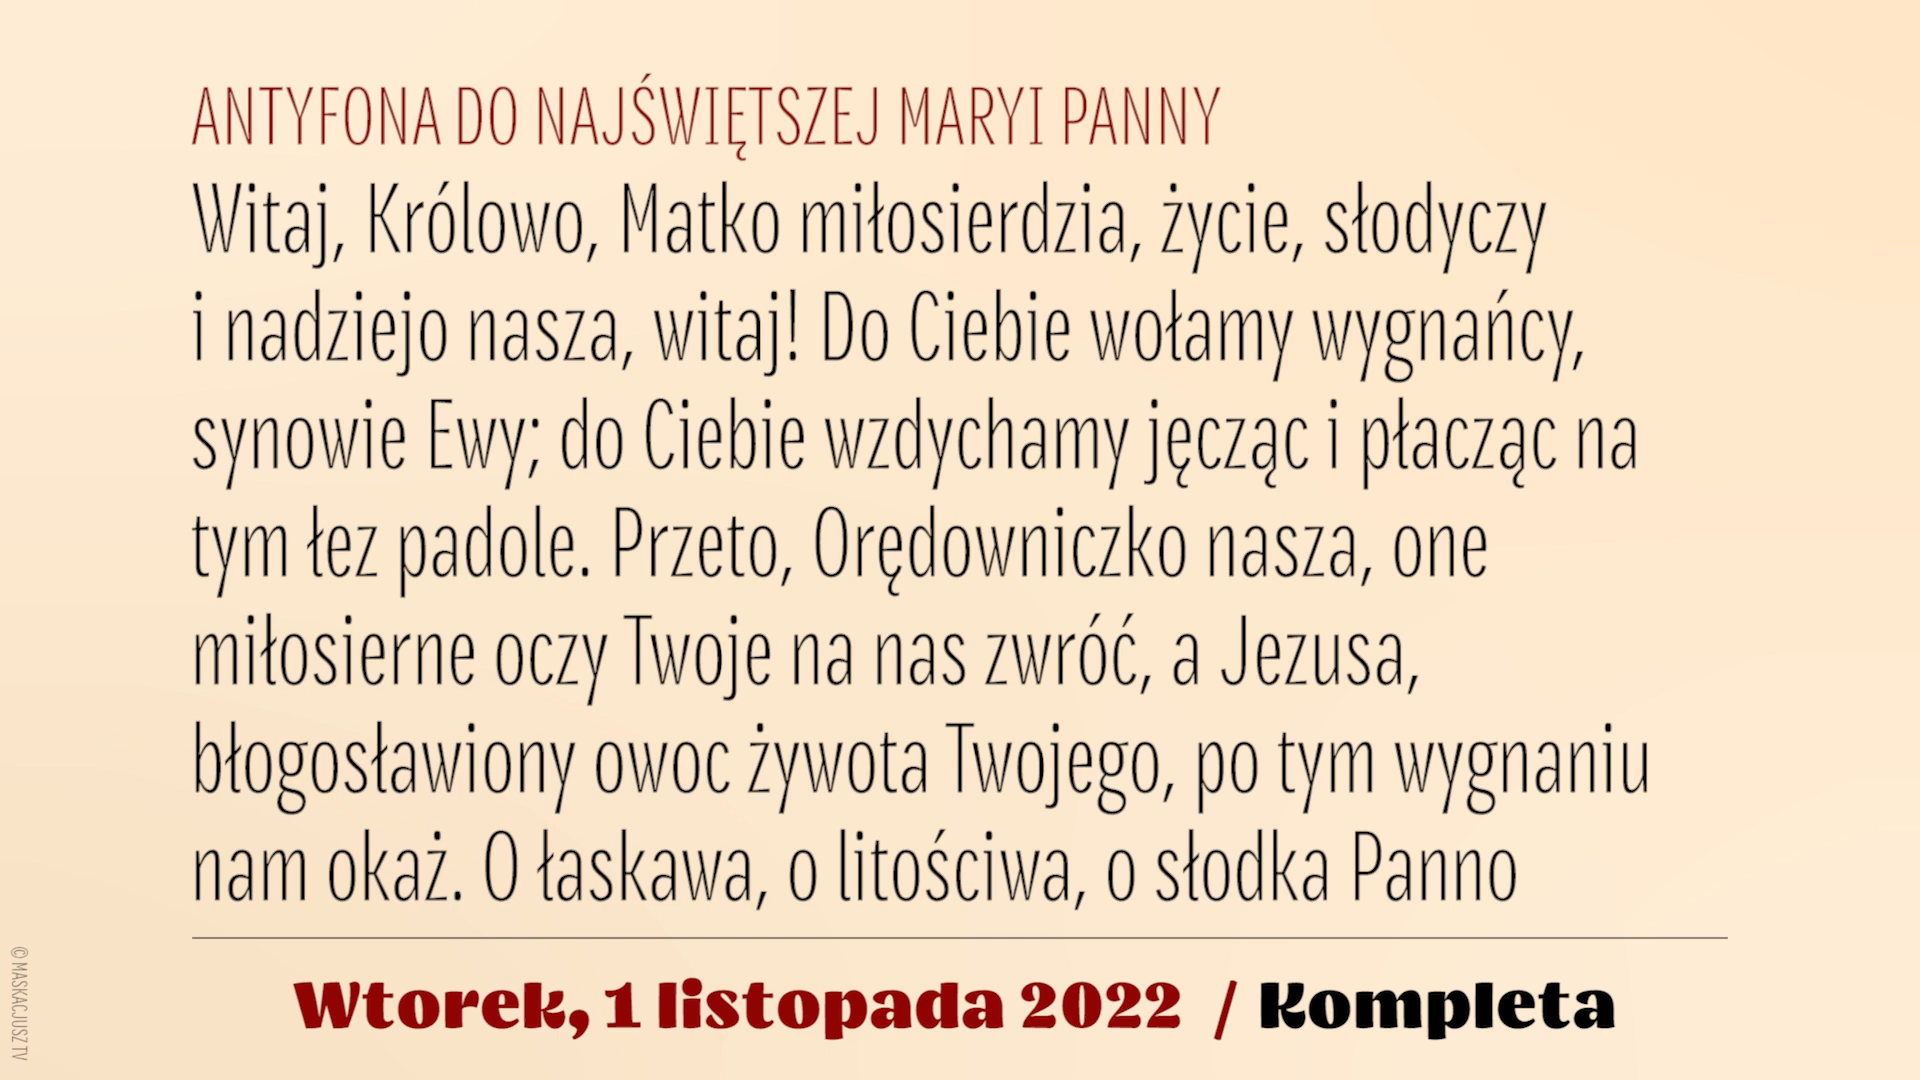 ANTYFONA DO NAJŚWIĘTSZEJ MARYI PANNY
Witaj, Królowo, Matko miłosierdzia, życie, słodyczy
i nadziejo nasza, witaj! Do Ciebie wołamy wygnańcy,
synowie Ewy; do Ciebie wzdychamy jęcząc i płacząc na
tym łez padole. Przeto, Orędowniczko nasza, one
miłosierne oczy Twoje na nas zwróć, a Jezusa,
błogosławiony owoc żywota Twojego, po tym wygnaniu
nam okaż. O łaskawa, o litościwa, o słodka Panno
Wtorek, 1 listopada 2022 / Kompleta
© MASKACJUSZ TV